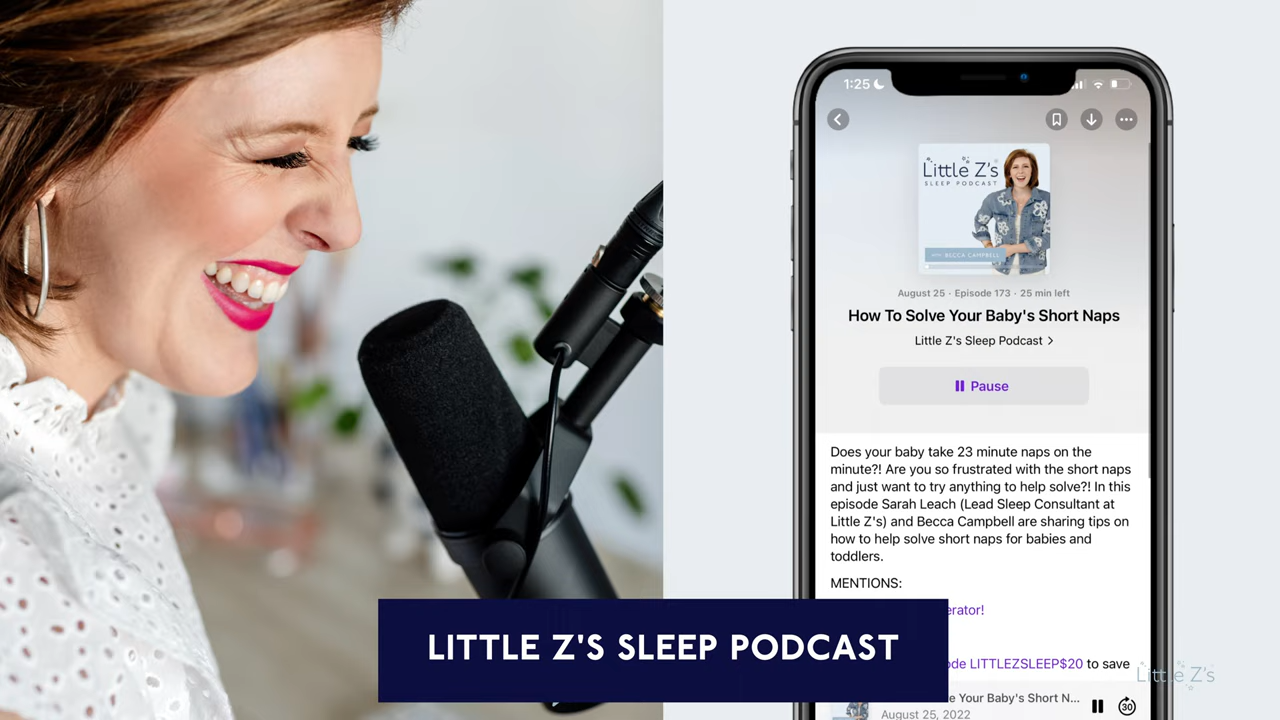 1:25
Little Z's
SLEEP PODCAST
WITH BECCA CAMPBELL
August 25 · Episode 173 · 25 min left
How To Solve Your Baby's Short Naps
Little Z's Sleep Podcast >
Pause
Does your baby take 23 minute naps on the
minute?! Are you so frustrated with the short naps
and just want to try anything to help solve?! In this
episode Sarah Leach (Lead Sleep Consultant at
Little Z's) and Becca Campbell are sharing tips on
how to help solve short naps for babies and
toddlers.
MENTIONS:
erator!
LITTLE Z'S SLEEP PODCAST
ode LITTLEZSLEEP$20 to save
Little Z's
e Your Baby's Short N...
August 25, 2022
30